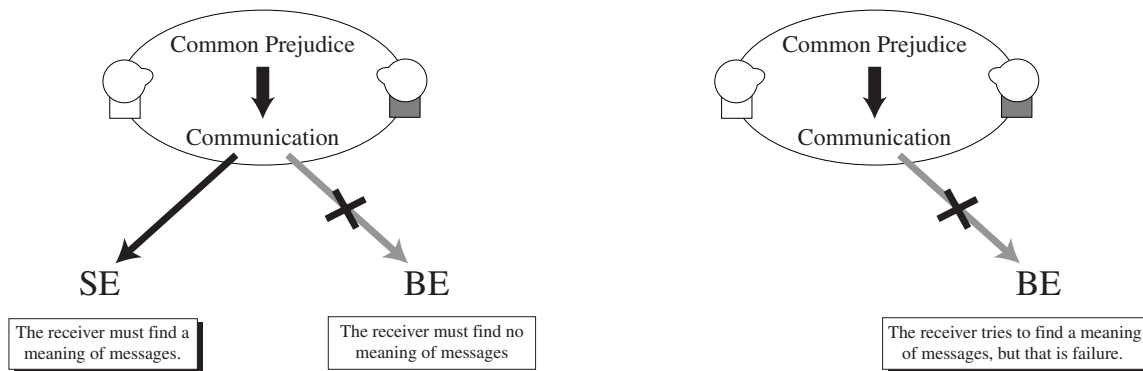 Common Prejudice
Communication
SE
BE
The receiver must find a
meaning of messages.
The receiver must find no
meaning of messages
Common Prejudice
Communication
BE
The receiver tries to find a meaning
of messages, but that is failure.